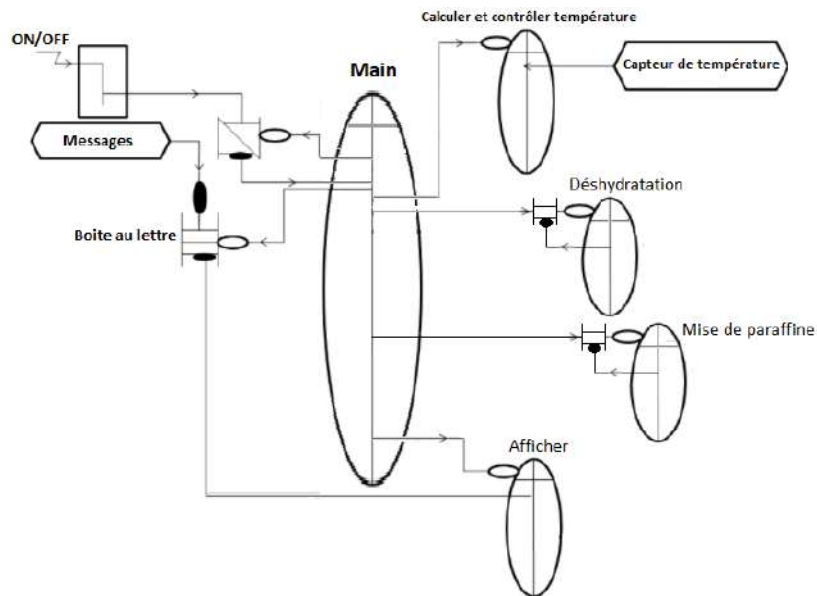 Calculer et contrôler température
ON/OFF
Main
Capteur de température
Messages
Déshydratation
Boite au lettre
Mise de paraffine
Afficher